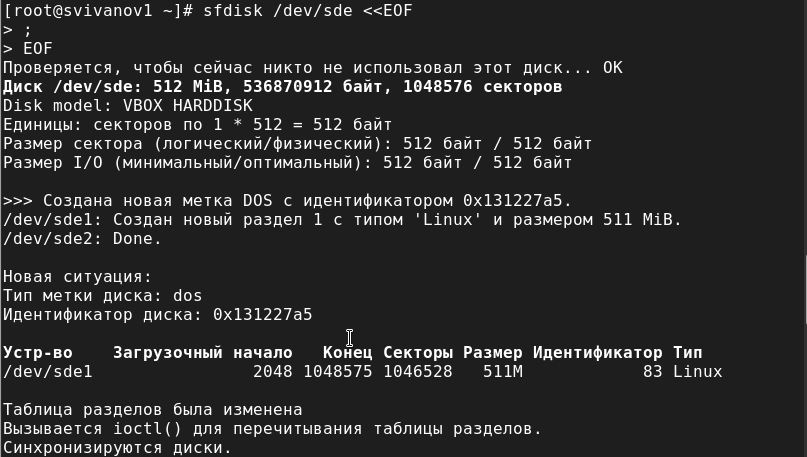 [root@svivanov1 ~]# sfdisk /dev/sde <<EOF
> ;
> EOF
Проверяется, чтобы сейчас никто не использовал этот диск... OK
Диск /dev/sde: 512 MiB, 536870912 байт, 1048576 секторов
Disk model: VBOX HARDDISK
Единицы: секторов по 1 * 512 = 512 байт
Размер сектора (логический/физический): 512 байт / 512 байт
Размер I/O (минимальный/оптимальный): 512 байт / 512 байт
>>> Создана новая метка DOS с идентификатором 0x131227a5.
/dev/sde1: Создан новый раздел 1 с типом 'Linux' и размером 511 MiB.
/dev/sde2: Done.
Новая ситуация:
Тип метки диска: dos
Идентификатор диска: 0x131227a5
Устр-во    Загрузочный начало   Конец Секторы Размер Идентификатор Тип
/dev/sde1                2048 1048575 1046528   511M            83 Linux
Таблица разделов была изменена
Вызывается ioctl() для перечитывания таблицы разделов.
Синхронизируются диски.